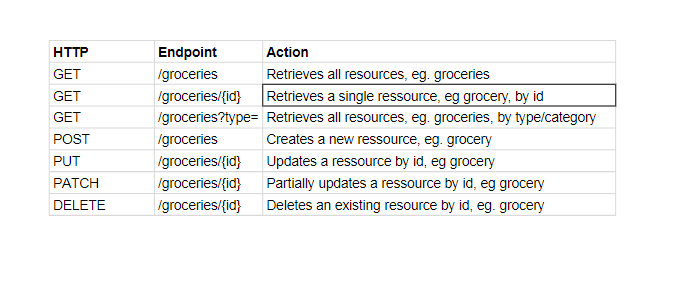 HTTP Endpoint Action
GET /groceries Retrieves all resources, eg. groceries
GET /groceries/{id} Retrieves a single ressource, eg grocery, by id
GET /groceries?type= Retrieves all resources, eg. groceries, by type/category
POST /groceries Creates a new ressource, eg. grocery
PUT /groceries/{id} Updates a ressource by id, eg grocery
PATCH /groceries/{id} Partially updates a ressource by id, eg grocery
DELETE /groceries/{id} Deletes an existing resource by id, eg. grocery